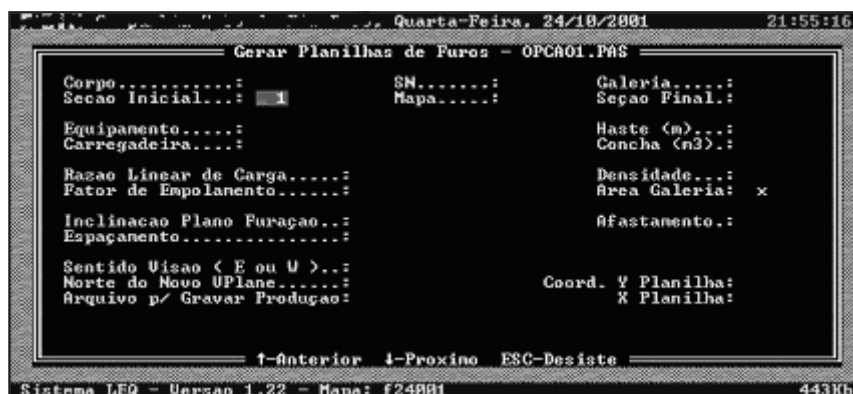 Quarta-Feira, 24/10/2001 21:55:16
Gerar Planilhas de Furos - OPCAO1.PAS
Corpo............: SN.......: Galeria.....:
Secao Inicial...: 1 Mapa.....: Seçao Final.:
Equipamento.....: Haste (m)...:
Carregadeira....: Concha (m3).:
Razao Linear de Carga.....: Densidade...:
Fator de Empolamento......: Area Galeria: x
Inclinacao Plano Furaçao..: Afastamento.:
Espaçamento...............:
Sentido Visao ( E ou W )..:
Norte do Novo VPlane......: Coord. Y Planilha:
Arquivo p/ Gravar Produçao: X Planilha:
↑-Anterior ↓-Proximo ESC-Desiste
Sistema LEQ - Versao 1.22 - Mapa: f24001 443Kb